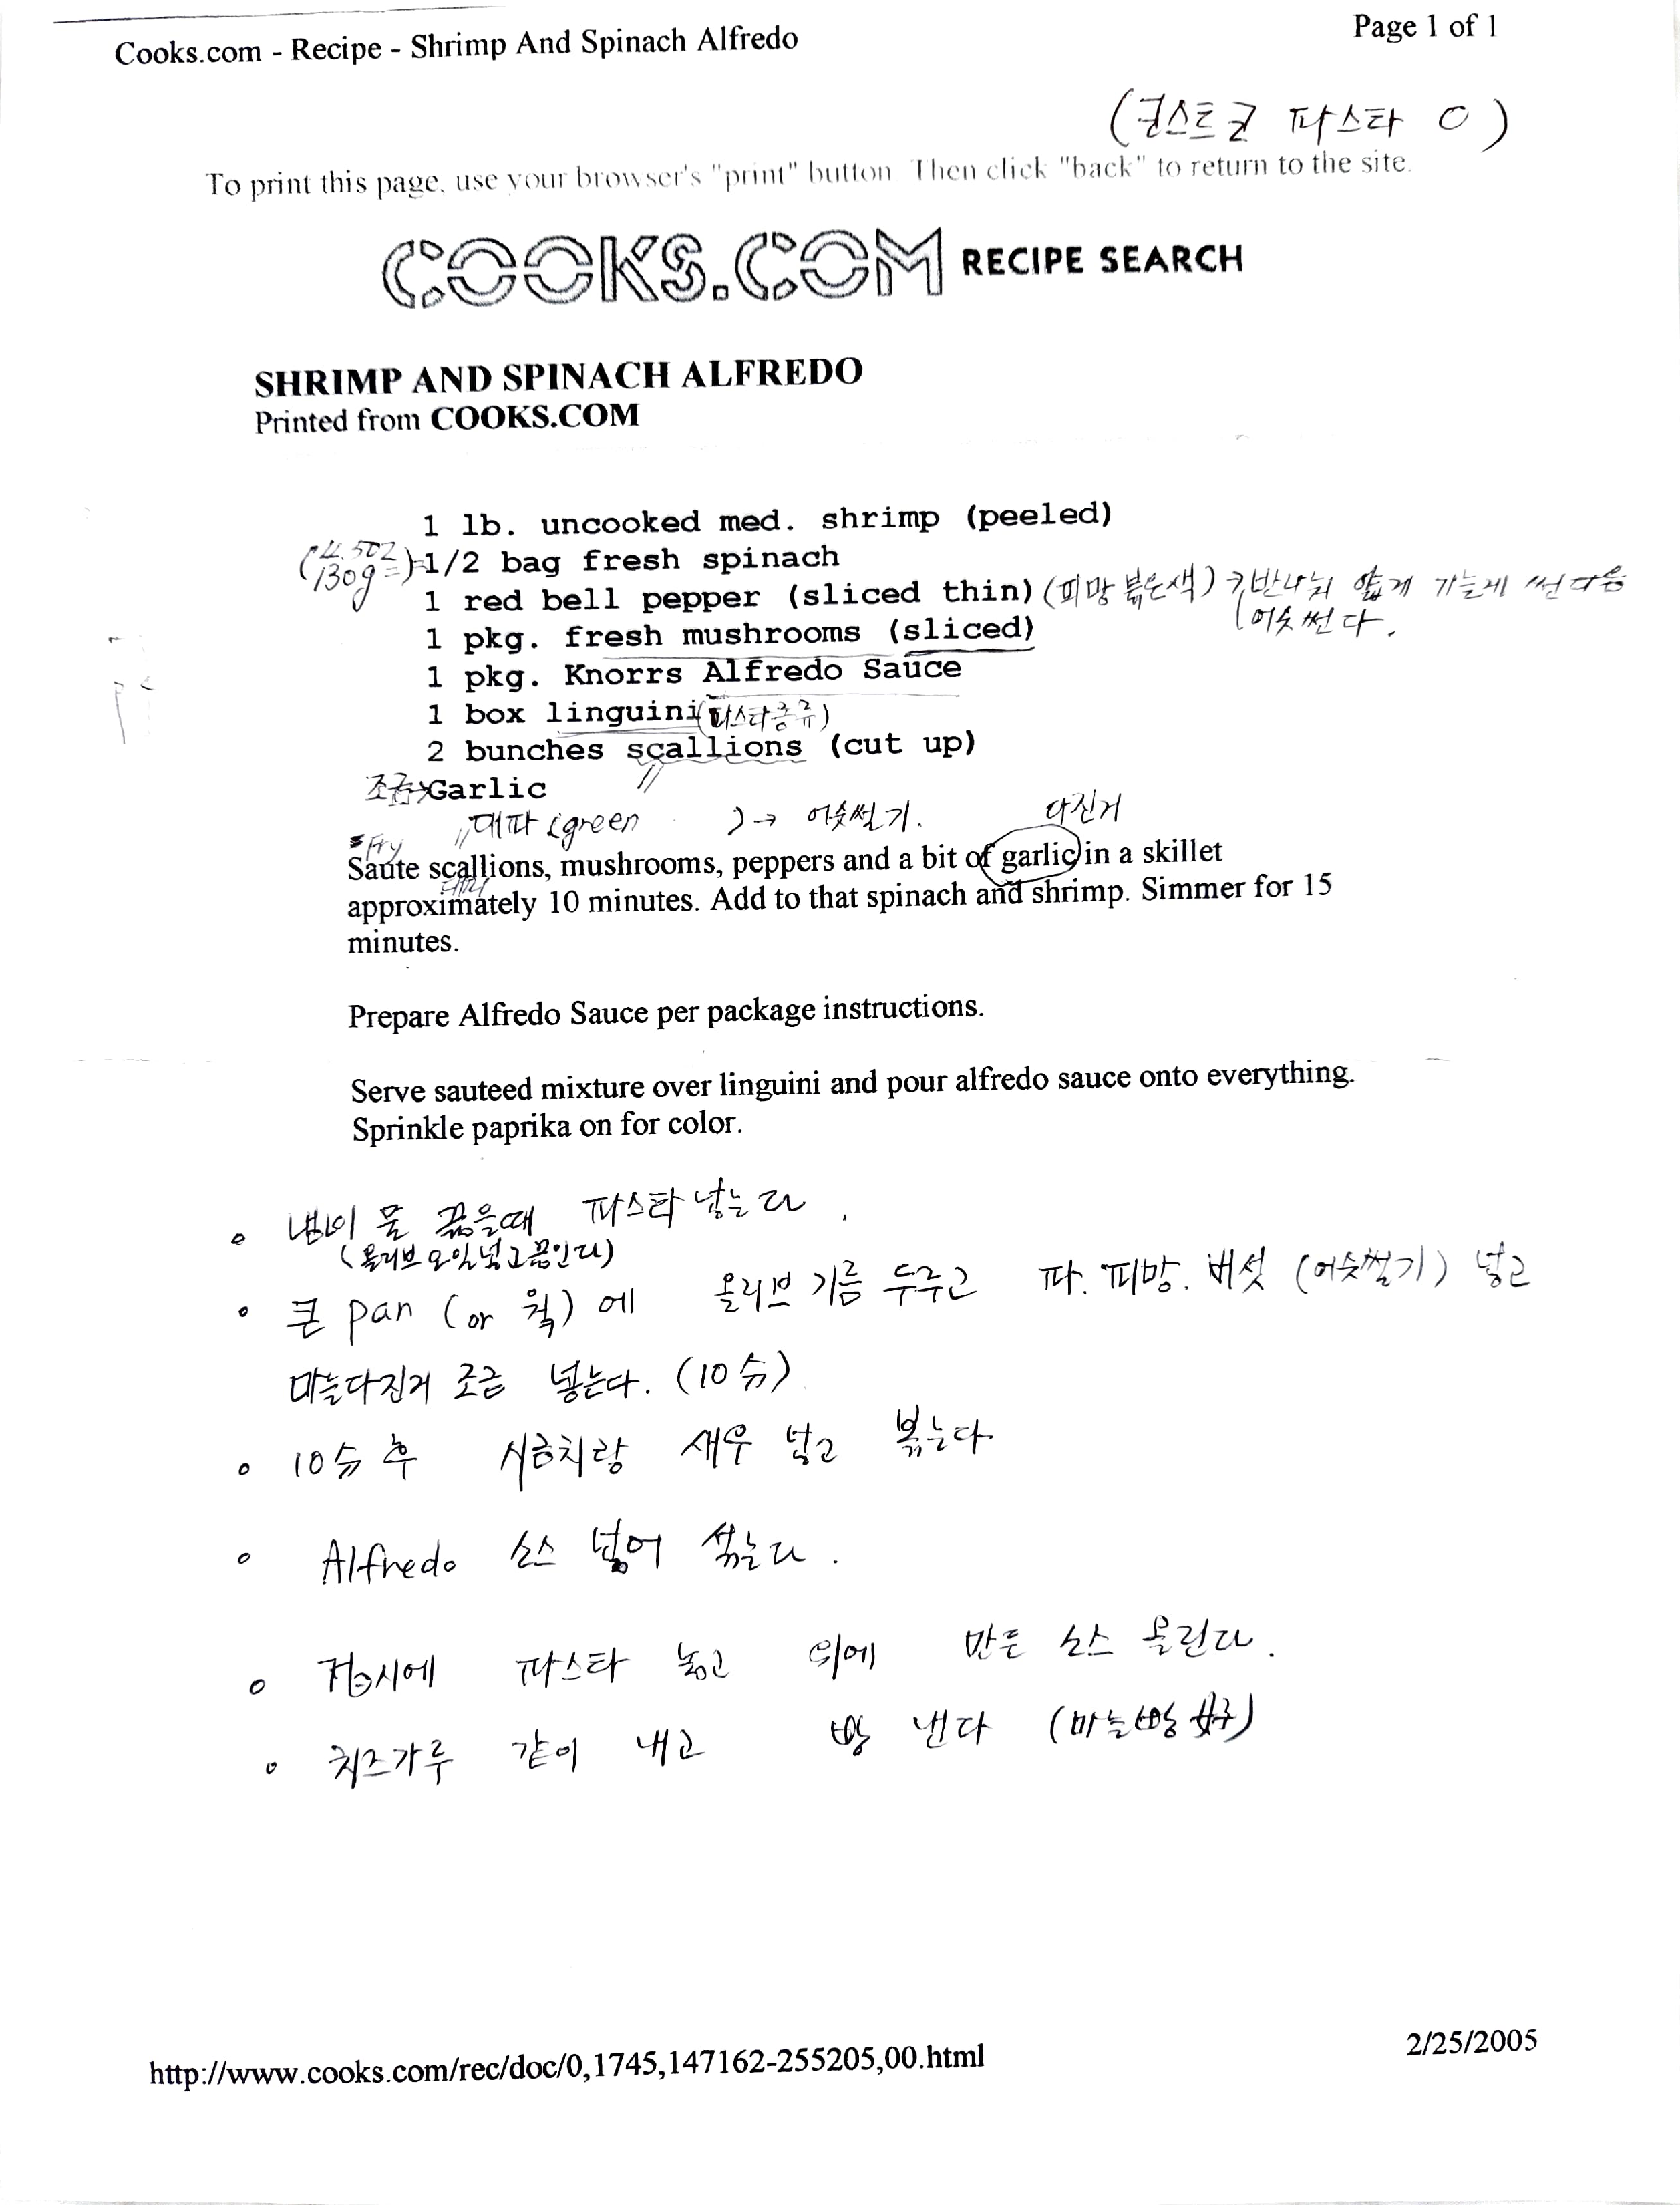 Cooks.com - Recipe - Shrimp And Spinach Alfredo
Page 1 of 1
(코스트코 파스타 O)
To print this page, use your browser's "print" button. Then click "back" to return to the site.
COOKS.COM RECIPE SEARCH
SHRIMP AND SPINACH ALFREDO
Printed from COOKS.COM
1 lb. uncooked med. shrimp (peeled)
(4.5oz
130g=) 1/2 bag fresh spinach
1 red bell pepper (sliced thin) (피망 붉은색) 반나눠 얇게 가늘게 썬다음
(어슷썬다.
1 pkg. fresh mushrooms (sliced)
1 pkg. Knorrs Alfredo Sauce
1 box linguini (파스타종류)
2 bunches scallions (cut up)
조금→Garlic
대파 (green ) → 어슷썰기.
다진거
Fry
Saute scallions, mushrooms, peppers and a bit of garlic in a skillet
approximately 10 minutes. Add to that spinach and shrimp. Simmer for 15
minutes.
Prepare Alfredo Sauce per package instructions.
Serve sauteed mixture over linguini and pour alfredo sauce onto everything.
Sprinkle paprika on for color.
◦ 냄비 물 끓을때 파스타 넣는다.
(올리브오일넣고끓인다)
◦ 큰 pan (or 웍) 에 올리브 기름 두루고 파. 피망. 버섯 (어슷썰기) 넣고
마늘다진거 조금 넣는다. (10分)
◦ 10分 후 시금치랑 새우 넣고 볶는다.
◦ Alfredo 소스 넣어 섞는다.
◦ 접시에 파스타 놓고 위에 만든 소스 올린다.
◦ 치즈가루 같이 내고 빵 낸다 (마늘빵 好)
http://www.cooks.com/rec/doc/0,1745,147162-255205,00.html
2/25/2005